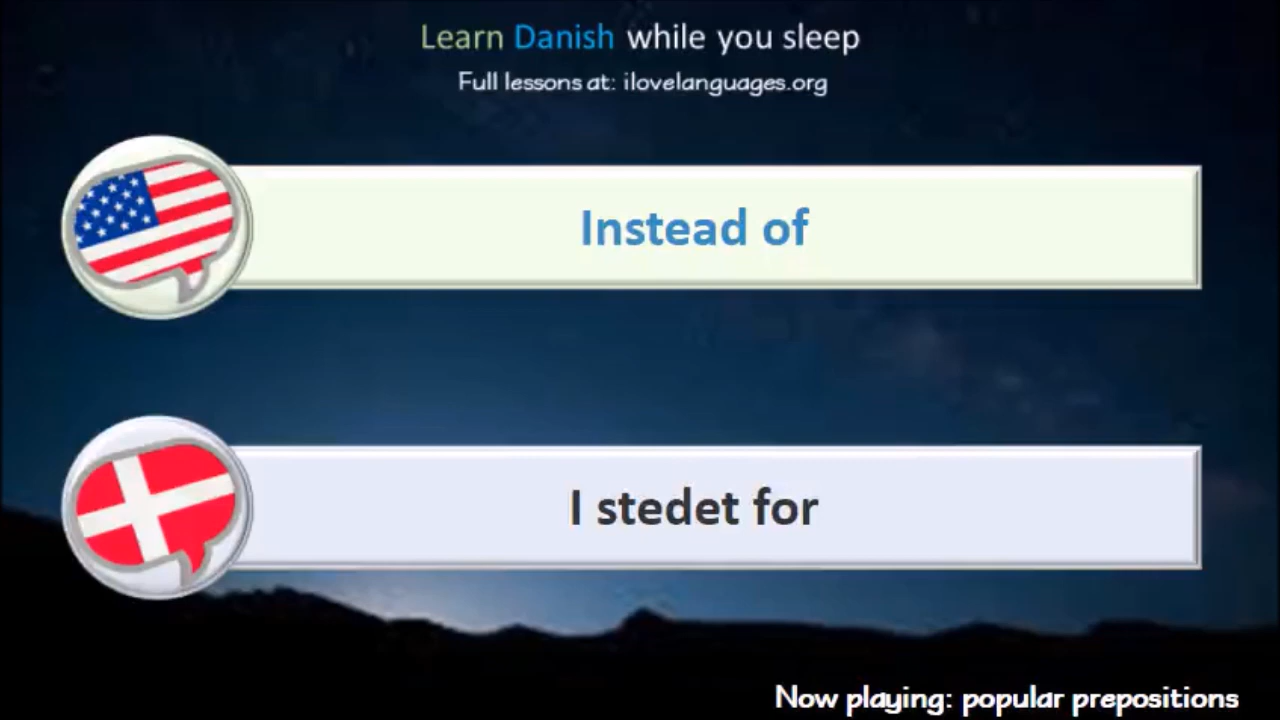 Learn Danish while you sleep
Full lessons at: ilovelanguages.org
Instead of
I stedet for
Now playing: popular prepositions